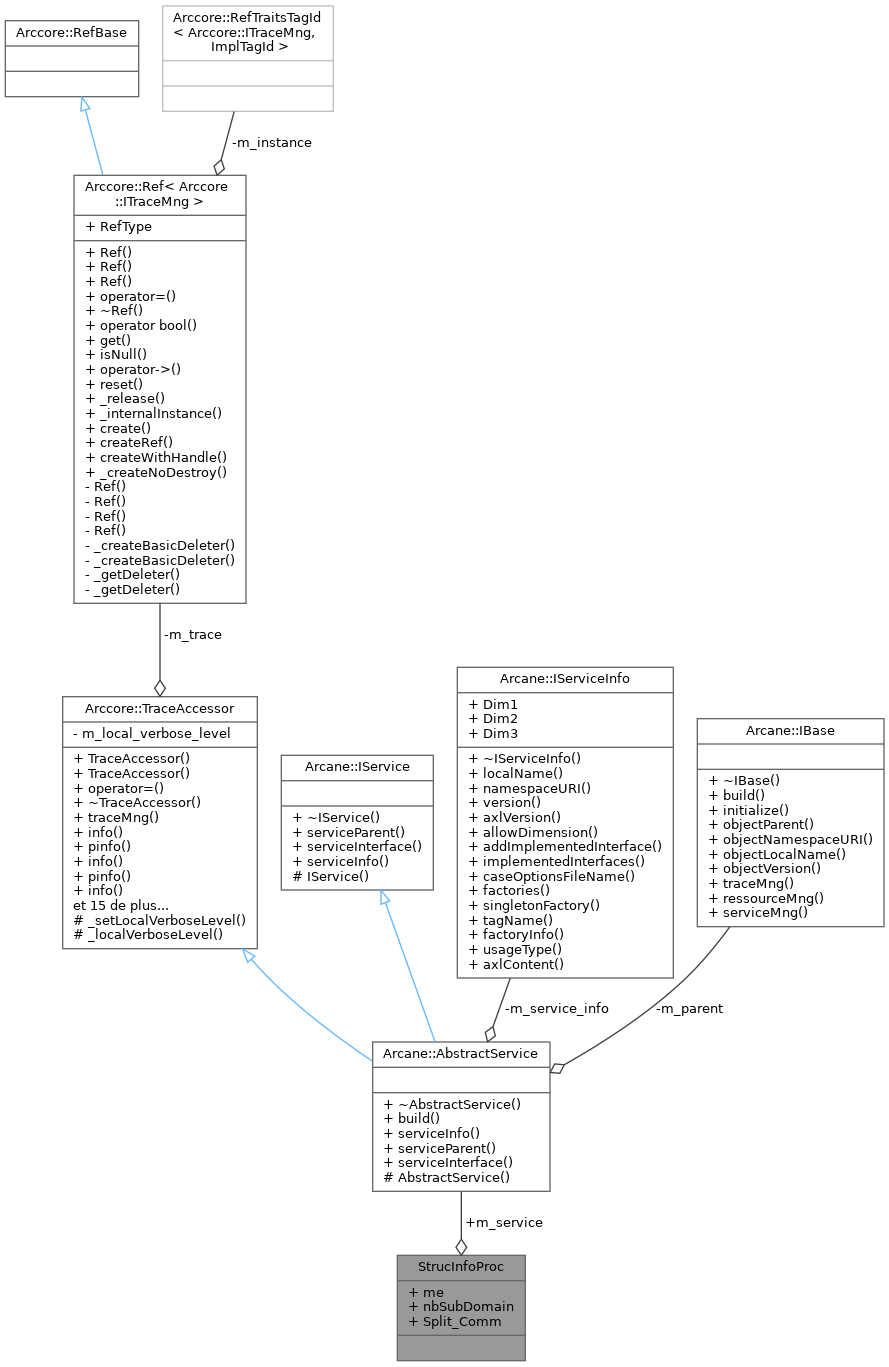 Arccore::RefBase
Arccore::RefTraitsTagId
< Arccore::ITraceMng,
ImplTagId >
-m_instance
Arccore::Ref< Arccore
::ITraceMng >
+ RefType
+ Ref()
+ Ref()
+ Ref()
+ operator=()
+ ~Ref()
+ operator bool()
+ get()
+ isNull()
+ operator->()
+ reset()
+ _release()
+ _internalInstance()
+ create()
+ createRef()
+ createWithHandle()
+ _createNoDestroy()
- Ref()
- Ref()
- Ref()
- Ref()
- _createBasicDeleter()
- _createBasicDeleter()
- _getDeleter()
- _getDeleter()
-m_trace
Arccore::TraceAccessor
- m_local_verbose_level
+ TraceAccessor()
+ TraceAccessor()
+ operator=()
+ ~TraceAccessor()
+ traceMng()
+ info()
+ pinfo()
+ info()
+ pinfo()
+ info()
et 15 de plus...
# _setLocalVerboseLevel()
# _localVerboseLevel()
Arcane::IService
+ ~IService()
+ serviceParent()
+ serviceInterface()
+ serviceInfo()
# IService()
Arcane::IServiceInfo
+ Dim1
+ Dim2
+ Dim3
+ ~IServiceInfo()
+ localName()
+ namespaceURI()
+ version()
+ axlVersion()
+ allowDimension()
+ addImplementedInterface()
+ implementedInterfaces()
+ caseOptionsFileName()
+ factories()
+ singletonFactory()
+ tagName()
+ factoryInfo()
+ usageType()
+ axlContent()
Arcane::IBase
+ ~IBase()
+ build()
+ initialize()
+ objectParent()
+ objectNamespaceURI()
+ objectLocalName()
+ objectVersion()
+ traceMng()
+ ressourceMng()
+ serviceMng()
-m_service_info
-m_parent
Arcane::AbstractService
+ ~AbstractService()
+ build()
+ serviceInfo()
+ serviceParent()
+ serviceInterface()
# AbstractService()
+m_service
StrucInfoProc
+ me
+ nbSubDomain
+ Split_Comm